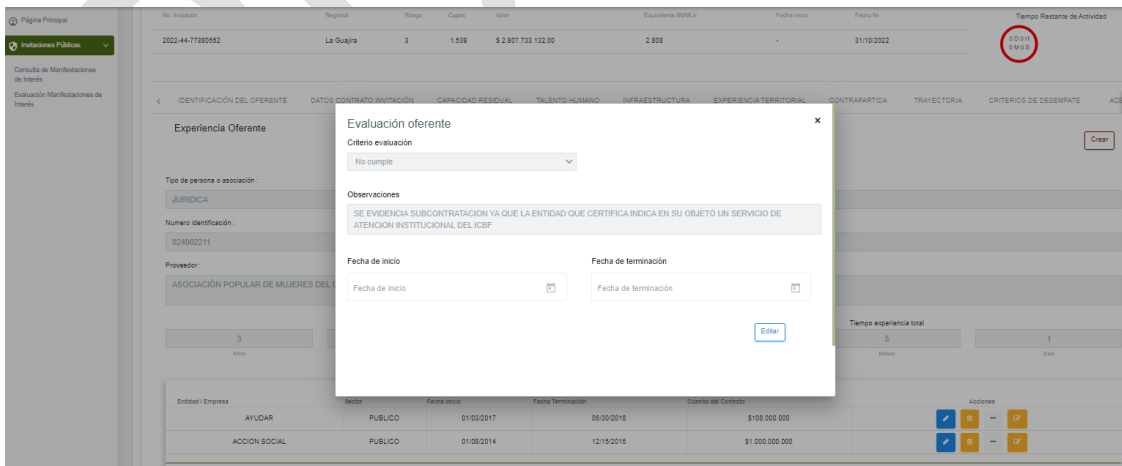 Página Principal
Invitaciones Públicas
Consulta de Manifestaciones
de Interés
Evaluación Manifestaciones de
Interés
No. Invitación Regional Rango Cupos Valor Equivalente SMMLV Fecha Inicio Fecha fin
2022-44-77880552 La Guajira 3 1.539 $ 2.807.733.132,00 2.808 - 31/10/2022
Tiempo Restante de Actividad
0 D 0 H
0 M 0 S
IDENTIFICACIÓN DEL OFERENTE DATOS CONTRATO INVITACIÓN CAPACIDAD RESIDUAL TALENTO HUMANO INFRAESTRUCTURA EXPERIENCIA TERRITORIAL CONTRAPARTIDA TRAYECTORIA CRITERIOS DE DESEMPATE ACE
Experiencia Oferente
Crear
Tipo de persona o asociación :
JURIDICA
Numero identificación :
824002211
Proveedor :
ASOCIACIÓN POPULAR DE MUJERES DEL
Evaluación oferente
×
Criterio evaluación
No cumple
Observaciones
SE EVIDENCIA SUBCONTRATACION YA QUE LA ENTIDAD QUE CERTIFICA INDICA EN SU OBJETO UN SERVICIO DE
ATENCION INSTITUCIONAL DEL ICBF
Fecha de inicio Fecha de terminación
Fecha de inicio Fecha de terminación
Editar
Tiempo experiencia total
3 5 1
Años Meses Días
Entidad / Empresa Sector Fecha Inicio Fecha Terminación Cuantía del Contrato Acciones
AYUDAR PUBLICO 01/03/2017 06/30/2018 $108.000.000
ACCION SOCIAL PUBLICO 01/08/2014 12/15/2015 $1.000.000.000